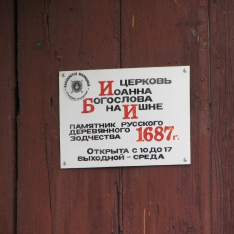 И ЦЕРКОВЬ
ИОАННА
БОГОСЛОВА
НА ИШНЕ
ПАМЯТНИК РУССКОГО
ДЕРЕВЯННОГО
ЗОДЧЕСТВА 1687г.
ОТКРЫТА С 10 ДО 17
ВЫХОДНОЙ – СРЕДА